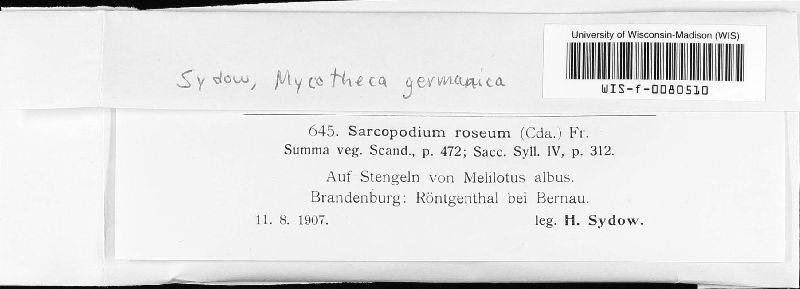 University of Wisconsin-Madison (WIS)
WIS-f-0080510
Sydow, Mycotheca germanica
645. Sarcopodium roseum (Cda.) Fr.
Summa veg. Scand., p. 472; Sacc. Syll. IV, p. 312.
Auf Stengeln von Melilotus albus.
Brandenburg: Röntgenthal bei Bernau.
11. 8. 1907. leg. H. Sydow.